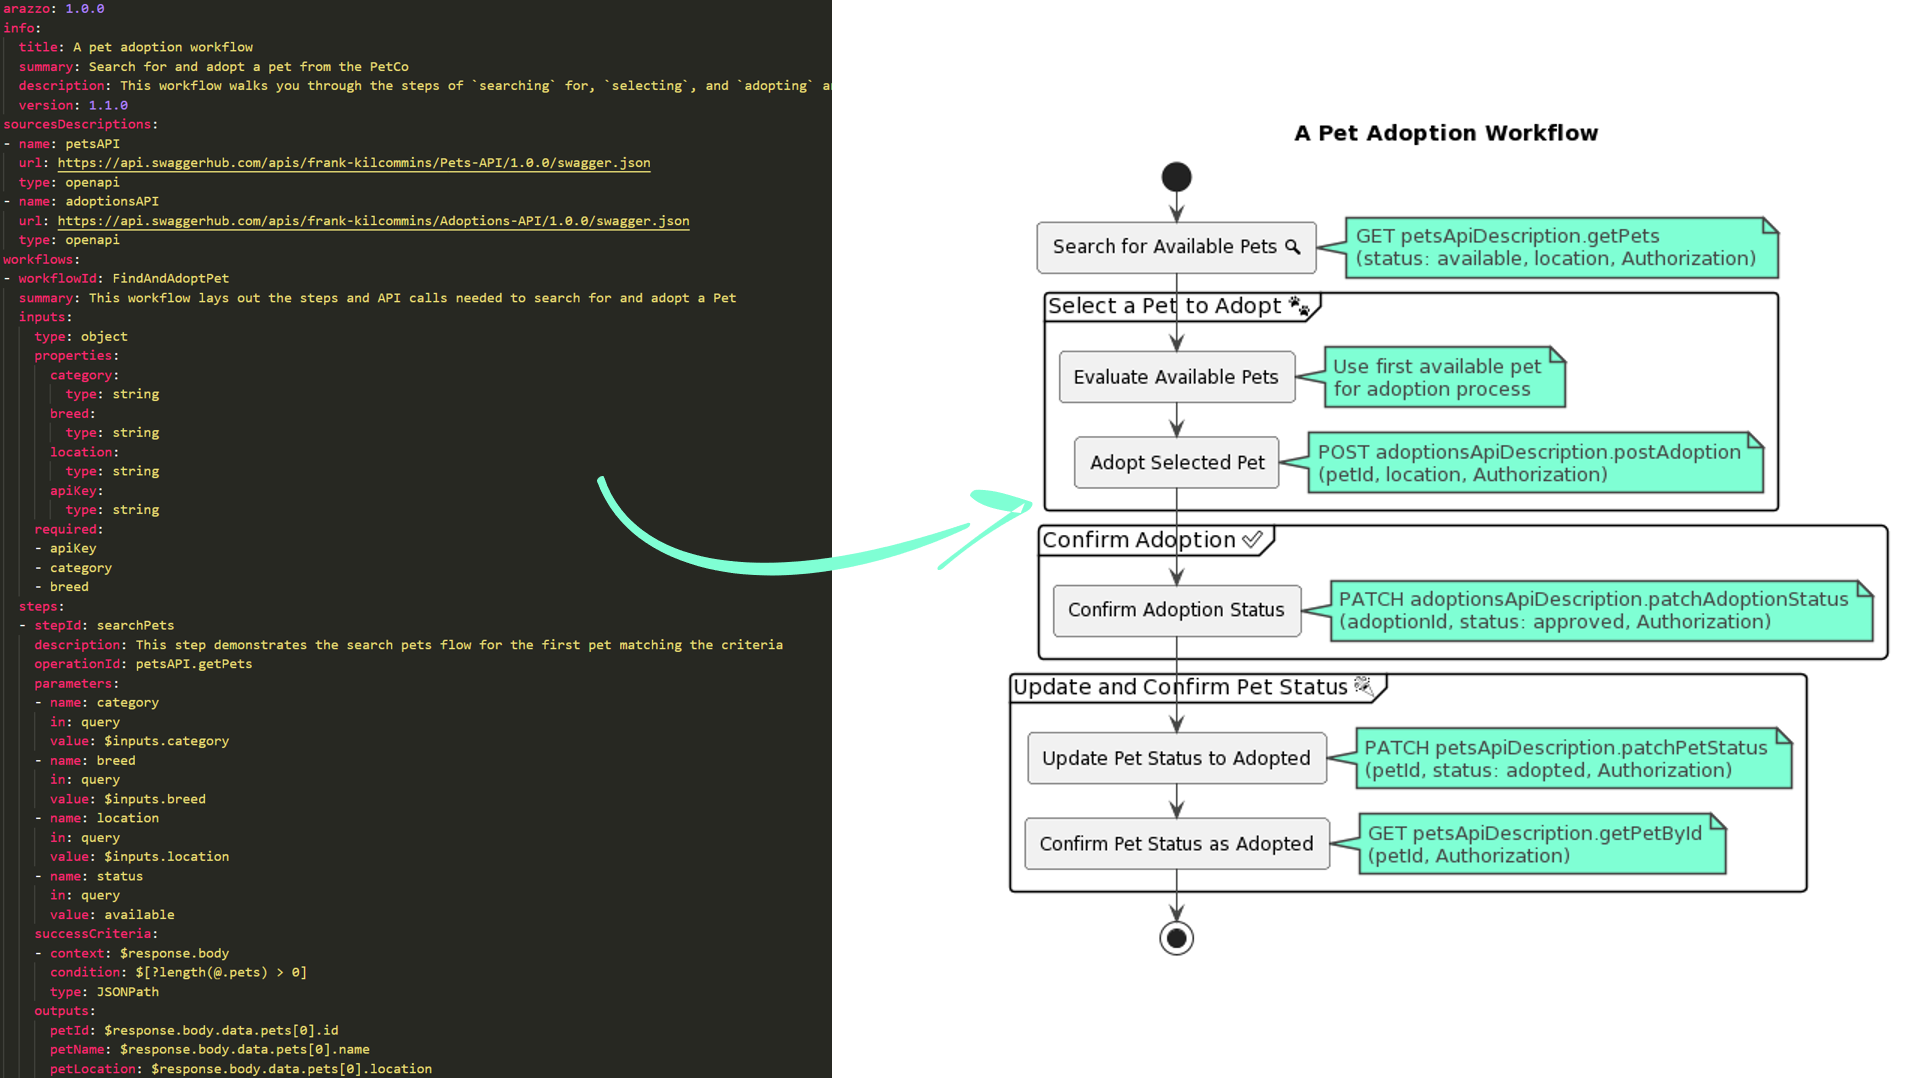 arazzo: 1.0.0
info:
title: A pet adoption workflow
summary: Search for and adopt a pet from the PetCo
description: This workflow walks you through the steps of `searching` for, `selecting`, and `adopting`
version: 1.1.0
sourcesDescriptions:
- name: petsAPI
url: https://api.swaggerhub.com/apis/frank-kilcommins/Pets-API/1.0.0/swagger.json
type: openapi
- name: adoptionsAPI
url: https://api.swaggerhub.com/apis/frank-kilcommins/Adoptions-API/1.0.0/swagger.json
type: openapi
workflows:
- workflowId: FindAndAdoptPet
summary: This workflow lays out the steps and API calls needed to search for and adopt a Pet
inputs:
type: object
properties:
category:
type: string
breed:
type: string
location:
type: string
apiKey:
type: string
required:
- apiKey
- category
- breed
steps:
- stepId: searchPets
description: This step demonstrates the search pets flow for the first pet matching the criteria
operationId: petsAPI.getPets
parameters:
- name: category
in: query
value: $inputs.category
- name: breed
in: query
value: $inputs.breed
- name: location
in: query
value: $inputs.location
- name: status
in: query
value: available
successCriteria:
- context: $response.body
condition: $[?length(@.pets) > 0]
type: JSONPath
outputs:
petId: $response.body.data.pets[0].id
petName: $response.body.data.pets[0].name
petLocation: $response.body.data.pets[0].location
A Pet Adoption Workflow
Search for Available Pets
GET petsApiDescription.getPets
(status: available, location, Authorization)
Select a Pet to Adopt
Evaluate Available Pets
Use first available pet
for adoption process
Adopt Selected Pet
POST adoptionsApiDescription.postAdoption
(petId, location, Authorization)
Confirm Adoption
Confirm Adoption Status
PATCH adoptionsApiDescription.patchAdoptionStatus
(adoptionId, status: approved, Authorization)
Update and Confirm Pet Status
Update Pet Status to Adopted
PATCH petsApiDescription.patchPetStatus
(petId, status: adopted, Authorization)
Confirm Pet Status as Adopted
GET petsApiDescription.getPetById
(petId, Authorization)